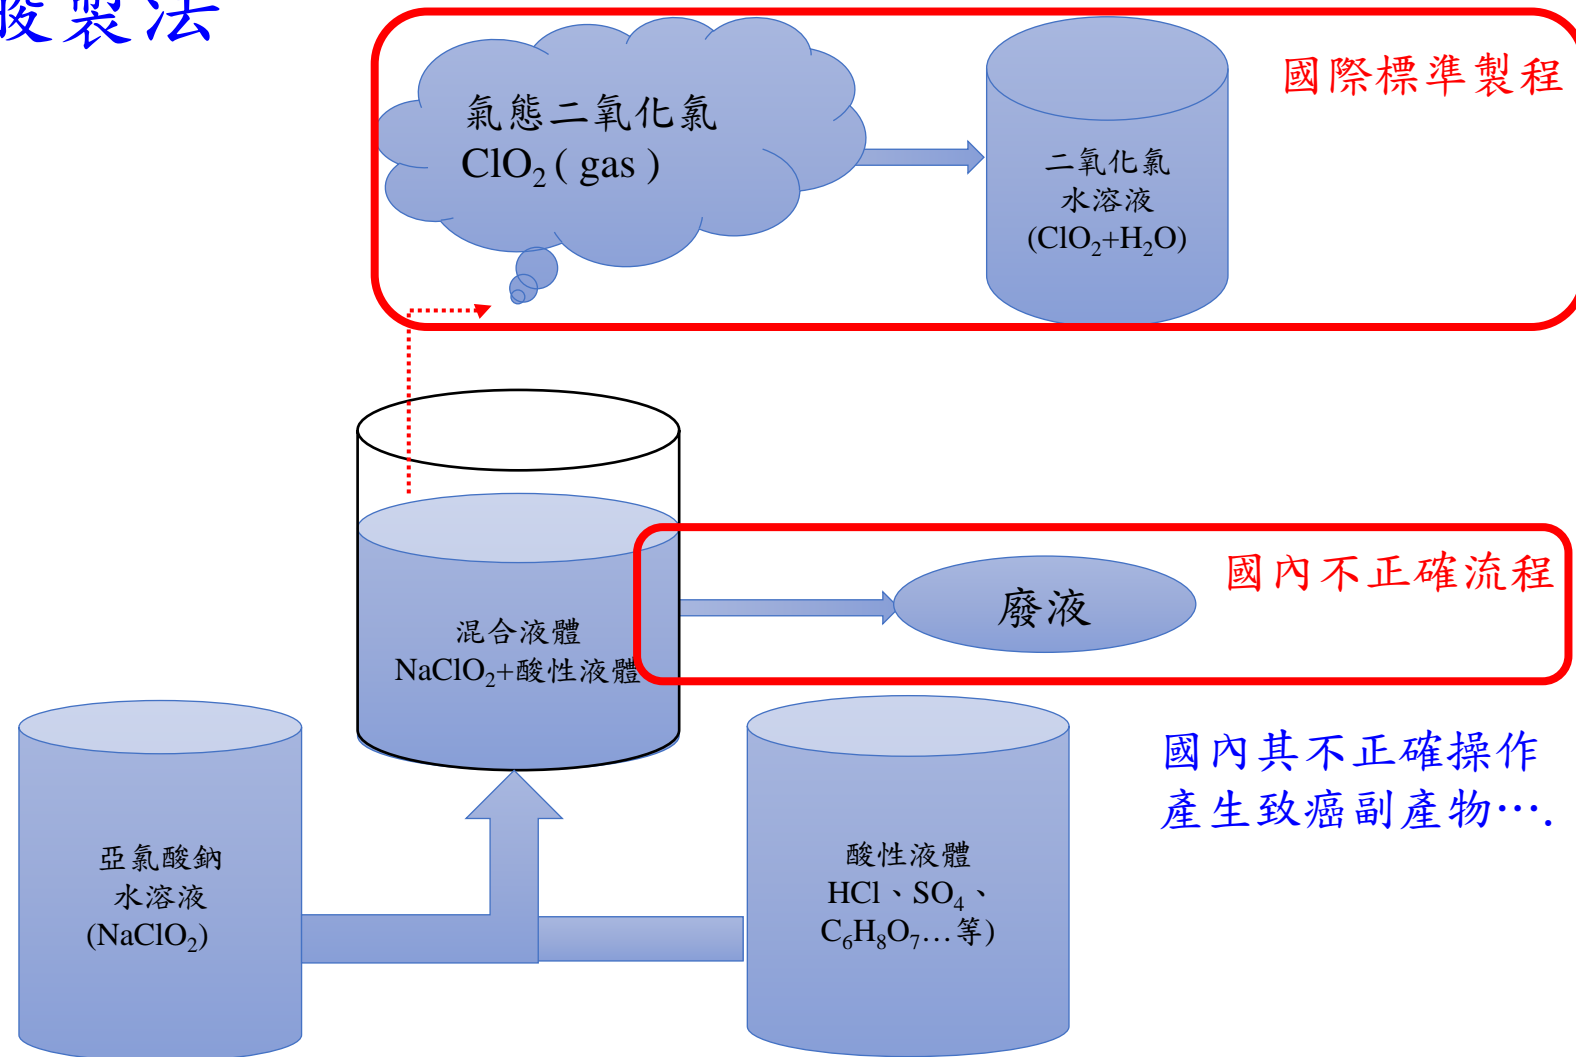 般製法
國際標準製程
氣態二氧化氯
ClO₂ ( gas )
二氧化氯
水溶液
(ClO₂+H₂O)
國內不正確流程
廢液
混合液體
NaClO₂+酸性液體
國內其不正確操作
產生致癌副產物….
亞氯酸鈉
水溶液
(NaClO₂)
酸性液體
HCl、SO₄、
C₆H₈O₇…等)